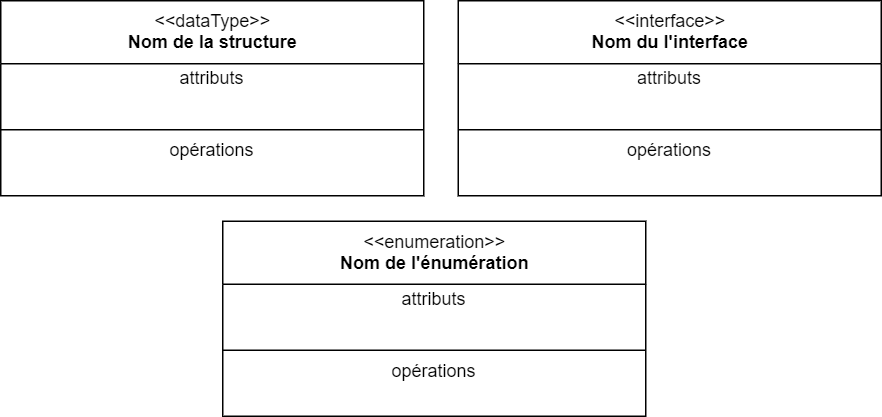 <<dataType>>
Nom de la structure
attributs
opérations
<<interface>>
Nom du l'interface
attributs
opérations
<<enumeration>>
Nom de l'énumération
attributs
opérations